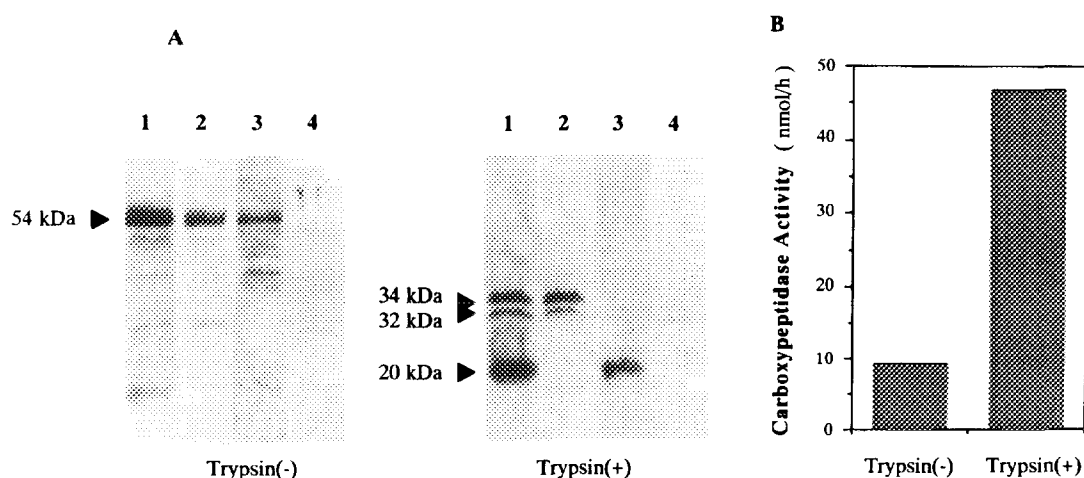 A
1 2 3 4
54 kDa
Trypsin(-)
1 2 3 4
34 kDa
32 kDa
20 kDa
Trypsin(+)
B
Carboxypeptidase Activity ( nmol/h )
50
40
30
20
10
0
Trypsin(-) Trypsin(+)